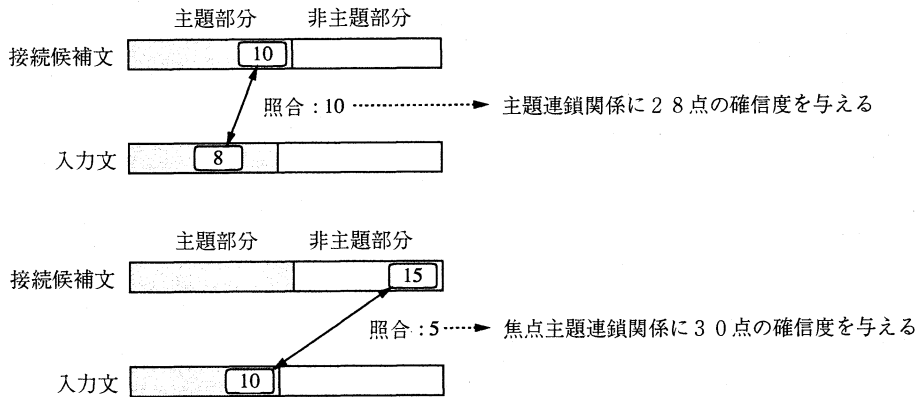 主題部分 非主題部分
接続候補文 10
照合：10 主題連鎖関係に２８点の確信度を与える
入力文 8
主題部分 非主題部分
接続候補文 15
照合：5 焦点主題連鎖関係に３０点の確信度を与える
入力文 10